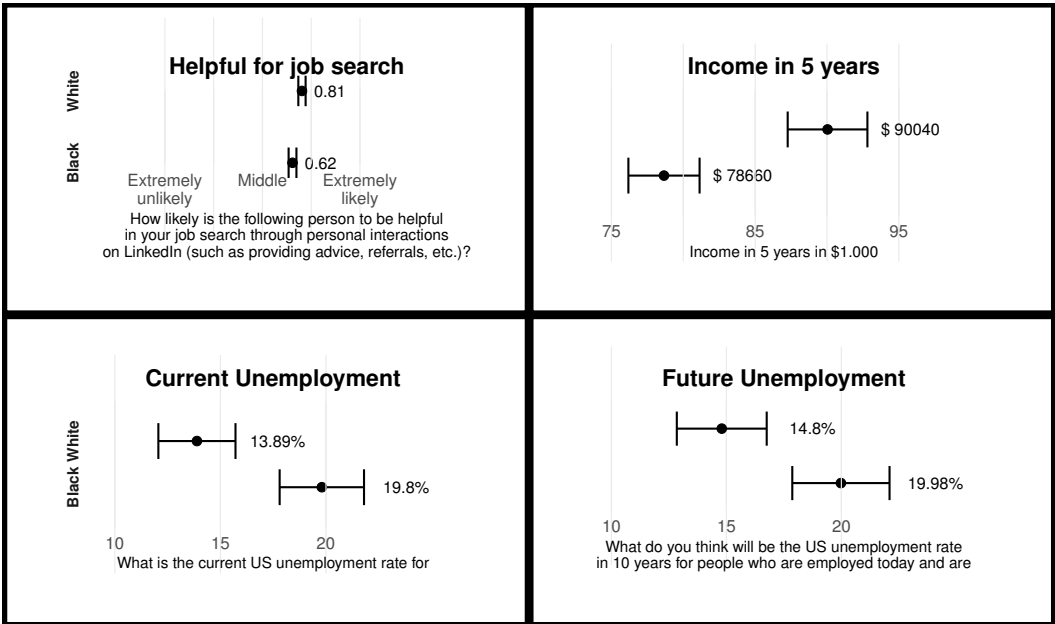 Helpful for job search
White
0.81
Black
0.62
Extremely unlikely
Middle
Extremely likely
How likely is the following person to be helpful
in your job search through personal interactions
on LinkedIn (such as providing advice, referrals, etc.)?
Income in 5 years
$ 90040
$ 78660
75 85 95
Income in 5 years in $1.000
Current Unemployment
Black White
13.89%
19.8%
10 15 20
What is the current US unemployment rate for
Future Unemployment
14.8%
19.98%
10 15 20
What do you think will be the US unemployment rate
in 10 years for people who are employed today and are